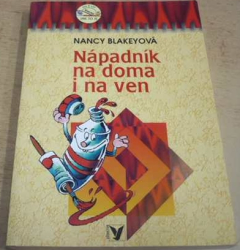 NANCY BLAKEYOVÁ
Nápadník
na doma
i na ven